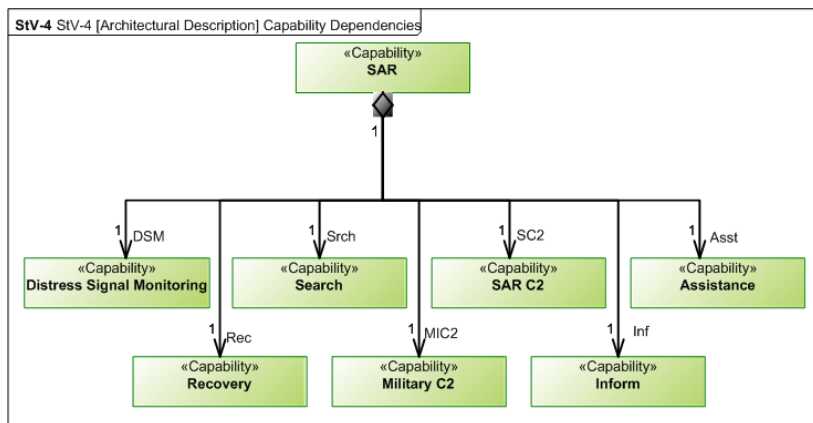 StV-4 StV-4 [Architectural Description] Capability Dependencies
«Capability»
SAR
1
1 DSM
1 Srch
1 SC2
1 Asst
«Capability»
Distress Signal Monitoring
«Capability»
Search
«Capability»
SAR C2
«Capability»
Assistance
1 Rec
1 MIC2
1 Inf
«Capability»
Recovery
«Capability»
Military C2
«Capability»
Inform